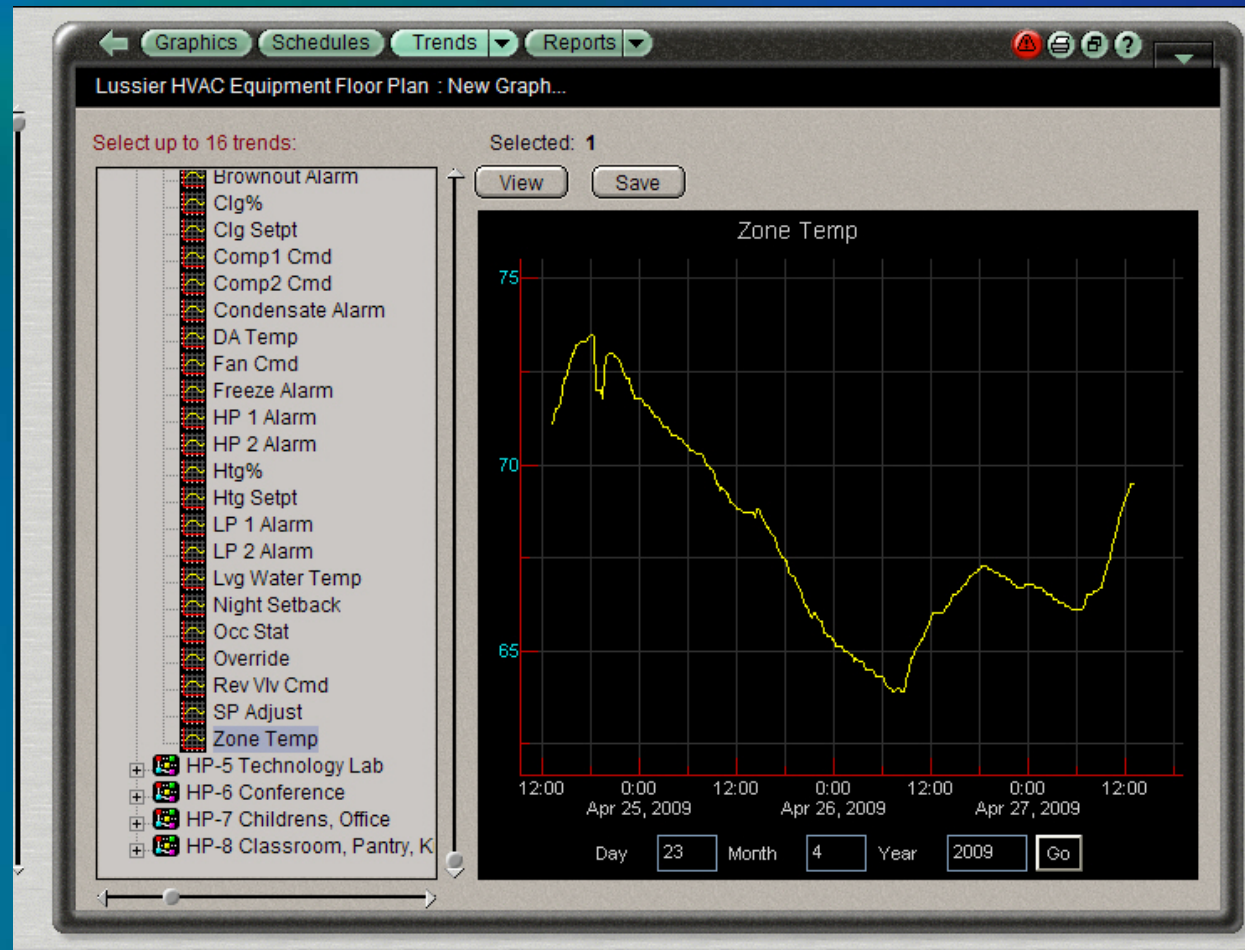 Graphics Schedules Trends Reports
Lussier HVAC Equipment Floor Plan : New Graph...
Select up to 16 trends:
Selected: 1
View Save
Brownout Alarm
Clg%
Clg Setpt
Comp1 Cmd
Comp2 Cmd
Condensate Alarm
DA Temp
Fan Cmd
Freeze Alarm
HP 1 Alarm
HP 2 Alarm
Htg%
Htg Setpt
LP 1 Alarm
LP 2 Alarm
Lvg Water Temp
Night Setback
Occ Stat
Override
Rev Vlv Cmd
SP Adjust
Zone Temp
HP-5 Technology Lab
HP-6 Conference
HP-7 Childrens, Office
HP-8 Classroom, Pantry, K
Zone Temp
75
70
65
12:00 0:00 12:00 0:00 12:00 0:00 12:00
Apr 25, 2009 Apr 26, 2009 Apr 27, 2009
Day 23 Month 4 Year 2009 Go